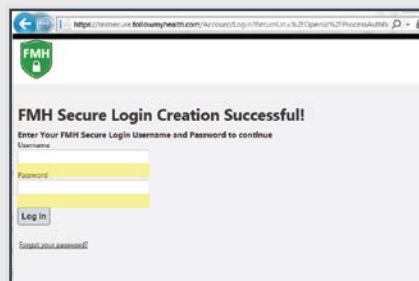 FMH
FMH Secure Login Creation Successful!
Enter Your FMH Secure Login Username and Password to continue
Username
Password
Log in
Forgot your password?